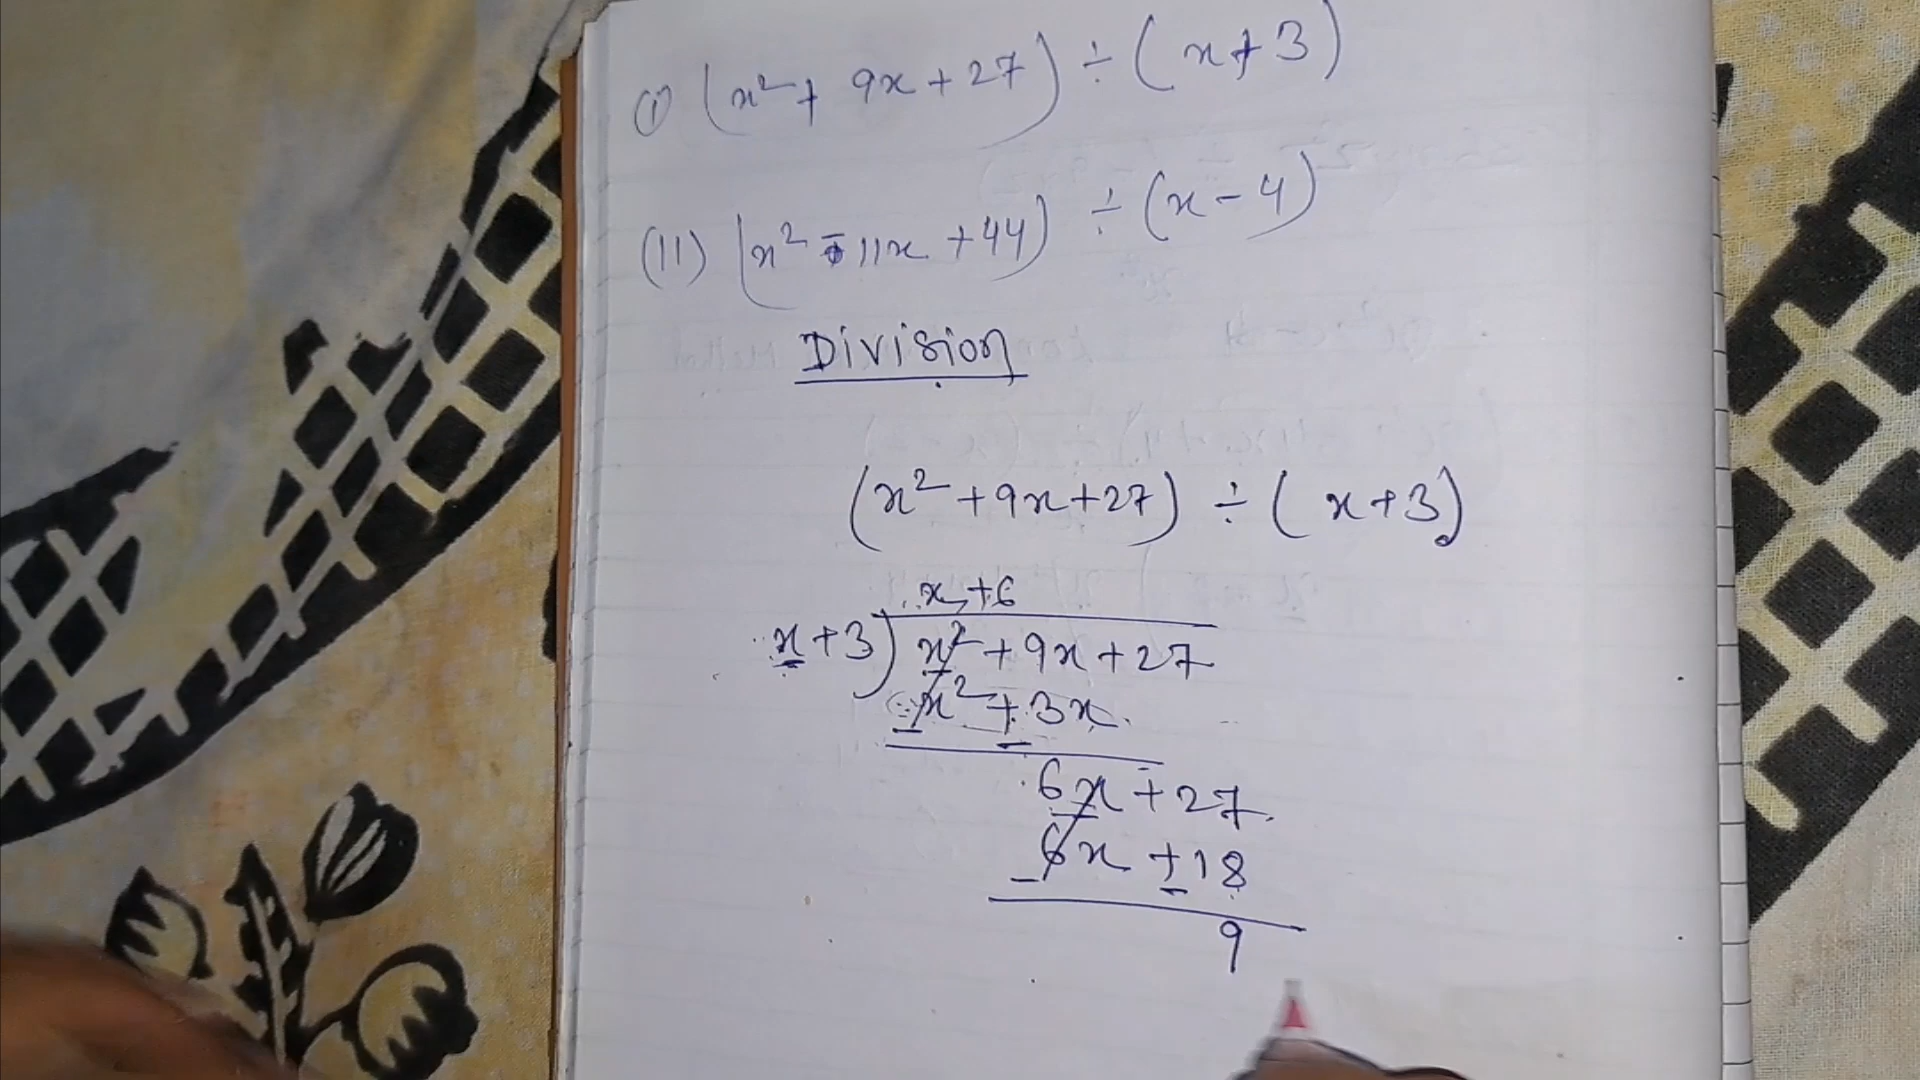 (i) (x² + 9x + 27) ÷ (x + 3)
(11) (x² - 11x + 44) ÷ (x - 4)
Division
(x² + 9x + 27) ÷ (x + 3)
x + 6
x + 3) x² + 9x + 27
x² + 3x
- -
6x + 27
6x + 18
- -
9